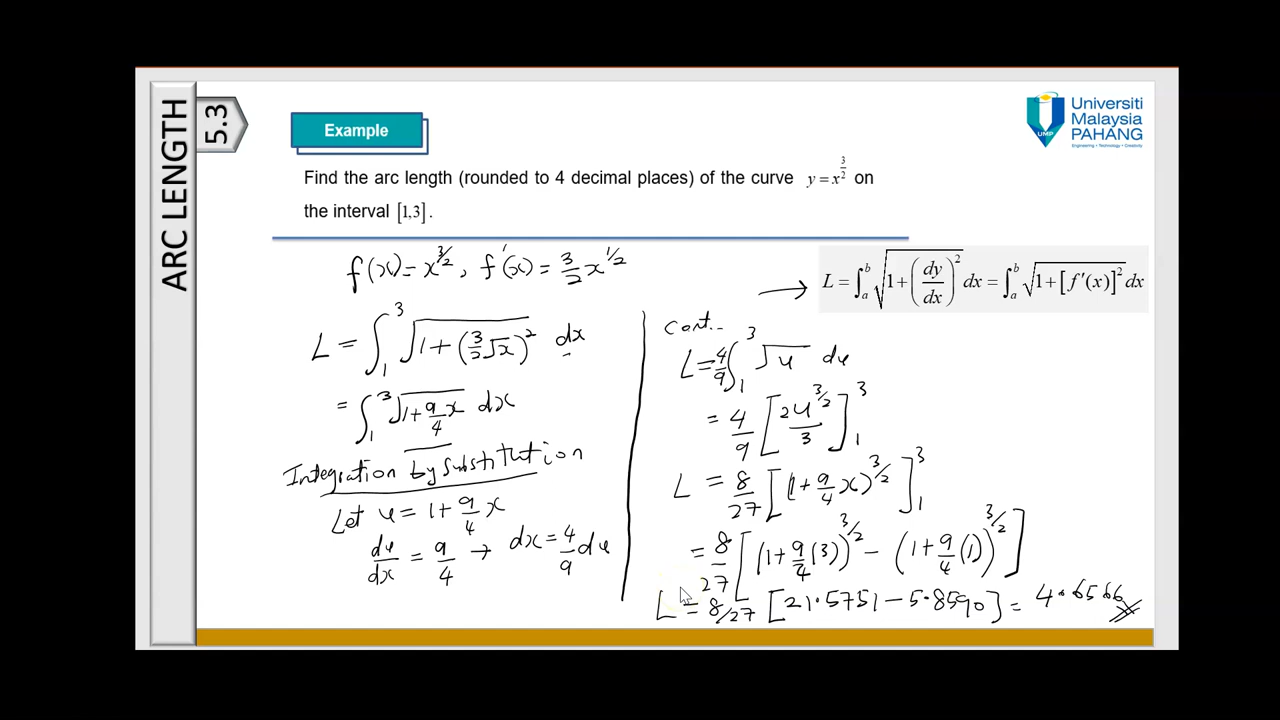 ARC LENGTH
5.3
Example
Universiti
Malaysia
PAHANG
Engineering • Technology • Creativity
UMP
Find the arc length (rounded to 4 decimal places) of the curve y = x^{3/2} on
the interval [1,3].
f(x) = x^{3/2}, f'(x) = 3/2 x^{1/2}
L = ∫_a^b √(1+(dy/dx)^2) dx = ∫_a^b √(1+[f'(x)]^2) dx
L = ∫_1^3 √(1+(3/2 √x)^2) dx
= ∫_1^3 √(1+9/4 x) dx
Integration by substitution
Let u = 1+9/4 x
du/dx = 9/4 → dx = 4/9 du
cont..
L = 4/9 ∫_1^3 √u du
= 4/9 [2u^{3/2}/3]_1^3
L = 8/27 [(1+9/4 x)^{3/2}]_1^3
= 8/27 [(1+9/4 (3))^{3/2} − (1+9/4 (1))^{3/2}]
L = 8/27 [21.5751 − 5.8590] = 4.6566